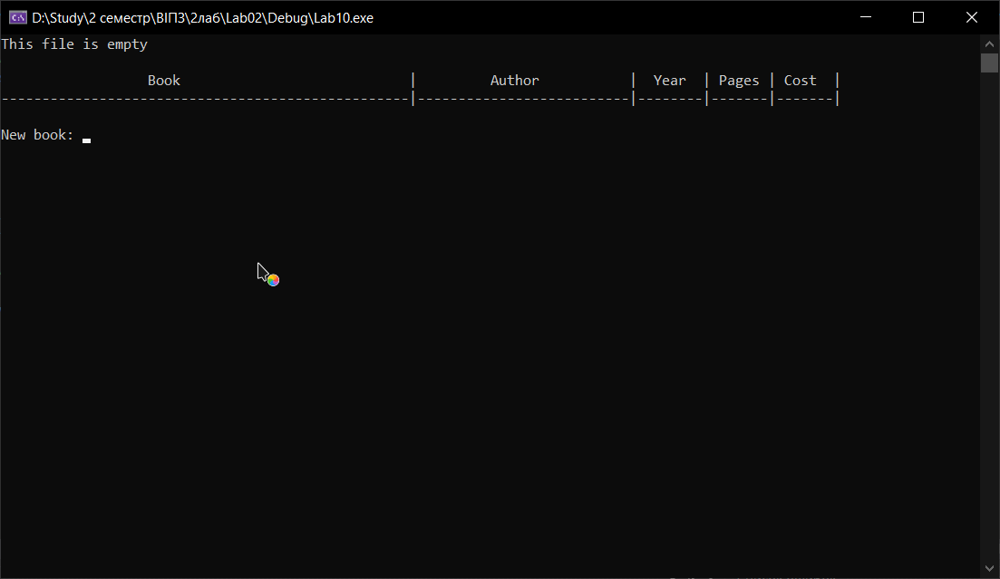 D:\Study\2 семестр\ВІПЗ\2лаб\Lab02\Debug\Lab10.exe
This file is empty
Book | Author | Year | Pages | Cost |
--------------------------------------------------|--------------------------|--------|-------|-------|
New book: